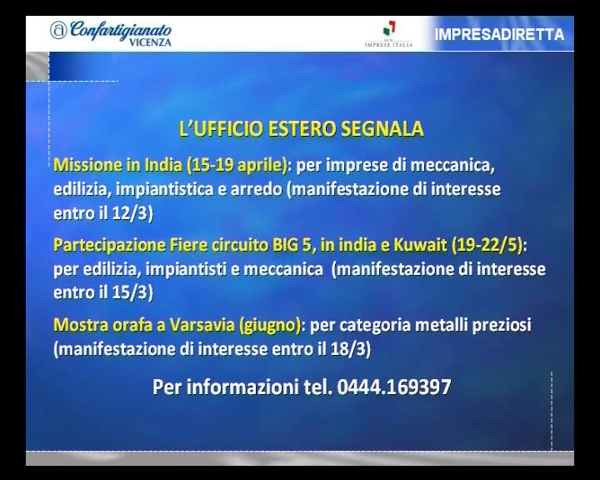 Confartigianato
VICENZA
IMPRESE ITALIA
IMPRESADIRETTA
L'UFFICIO ESTERO SEGNALA
Missione in India (15-19 aprile): per imprese di meccanica,
edilizia, impiantistica e arredo (manifestazione di interesse
entro il 12/3)
Partecipazione Fiere circuito BIG 5, in india e Kuwait (19-22/5):
per edilizia, impiantisti e meccanica (manifestazione di interesse
entro il 15/3)
Mostra orafa a Varsavia (giugno): per categoria metalli preziosi
(manifestazione di interesse entro il 18/3)
Per informazioni tel. 0444.169397